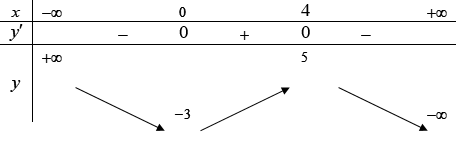 x −∞ 0 4 +∞
y′ − 0 + 0 −
+∞ 5
y
−3 −∞